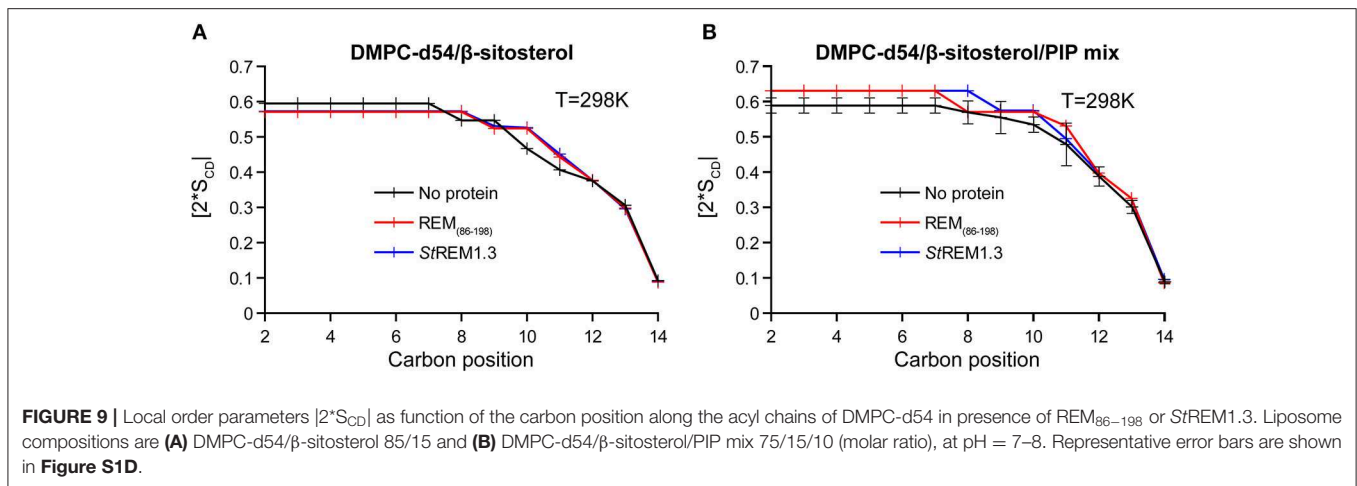 A
DMPC-d54/β-sitosterol
0.7
0.6
0.5
0.4
0.3
0.2
0.1
0
[2*S_CD|
T=298K
No protein
REM(86-198)
StREM1.3
2 4 6 8 10 12 14
Carbon position
B
DMPC-d54/β-sitosterol/PIP mix
0.7
0.6
0.5
0.4
0.3
0.2
0.1
0
[2*S_CD|
T=298K
No protein
REM(86-198)
StREM1.3
2 4 6 8 10 12 14
Carbon position
FIGURE 9 | Local order parameters |2*S_CD| as function of the carbon position along the acyl chains of DMPC-d54 in presence of REM86−198 or StREM1.3. Liposome
compositions are (A) DMPC-d54/β-sitosterol 85/15 and (B) DMPC-d54/β-sitosterol/PIP mix 75/15/10 (molar ratio), at pH = 7–8. Representative error bars are shown
in Figure S1D.